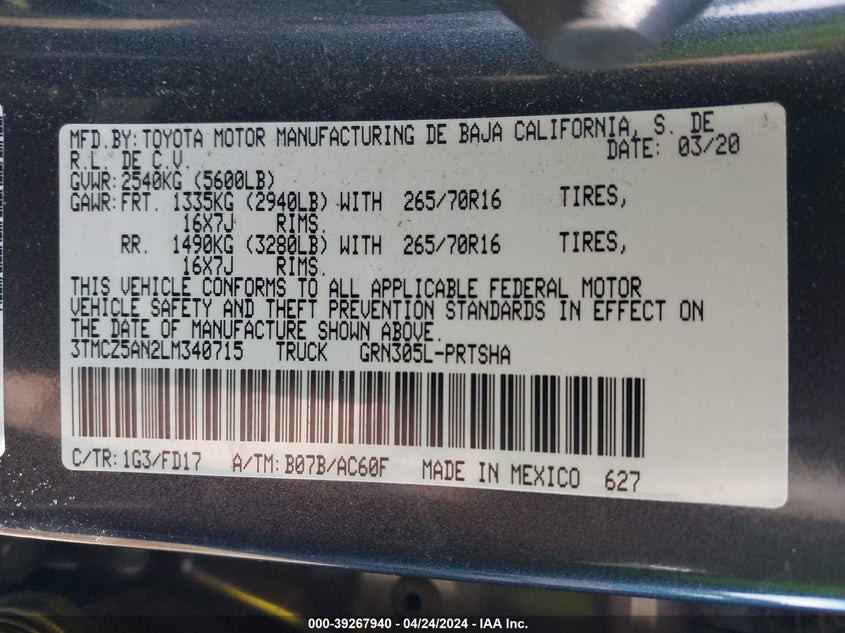 MFD.BY:TOYOTA MOTOR MANUFACTURING DE BAJA CALIFORNIA, S. DE
R.L. DE C.V. DATE: 03/20
GVWR:2540KG (5600LB)
GAWR:FRT. 1335KG (2940LB) WITH 265/70R16 TIRES,
16X7J RIMS.
RR. 1490KG (3280LB) WITH 265/70R16 TIRES,
16X7J RIMS.
THIS VEHICLE CONFORMS TO ALL APPLICABLE FEDERAL MOTOR
VEHICLE SAFETY AND THEFT PREVENTION STANDARDS IN EFFECT ON
THE DATE OF MANUFACTURE SHOWN ABOVE.
3TMCZ5AN2LM340715 TRUCK GRN305L-PRTSHA
C/TR:1G3/FD17 A/TM:B07B/AC60F MADE IN MEXICO 627
000-39267940 - 04/24/2024 - IAA Inc.